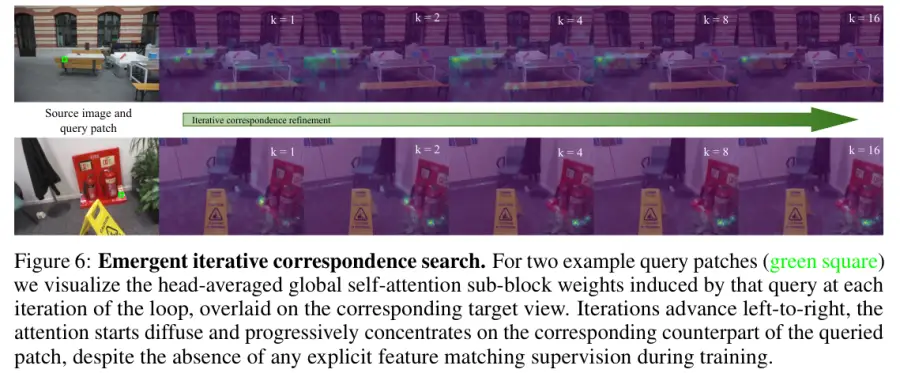 k = 1
k = 2
k = 4
k = 8
k = 16
Source image and
query patch
Iterative correspondence refinement
k = 1
k = 2
k = 4
k = 8
k = 16
Figure 6: Emergent iterative correspondence search. For two example query patches (green square)
we visualize the head-averaged global self-attention sub-block weights induced by that query at each
iteration of the loop, overlaid on the corresponding target view. Iterations advance left-to-right, the
attention starts diffuse and progressively concentrates on the corresponding counterpart of the queried
patch, despite the absence of any explicit feature matching supervision during training.